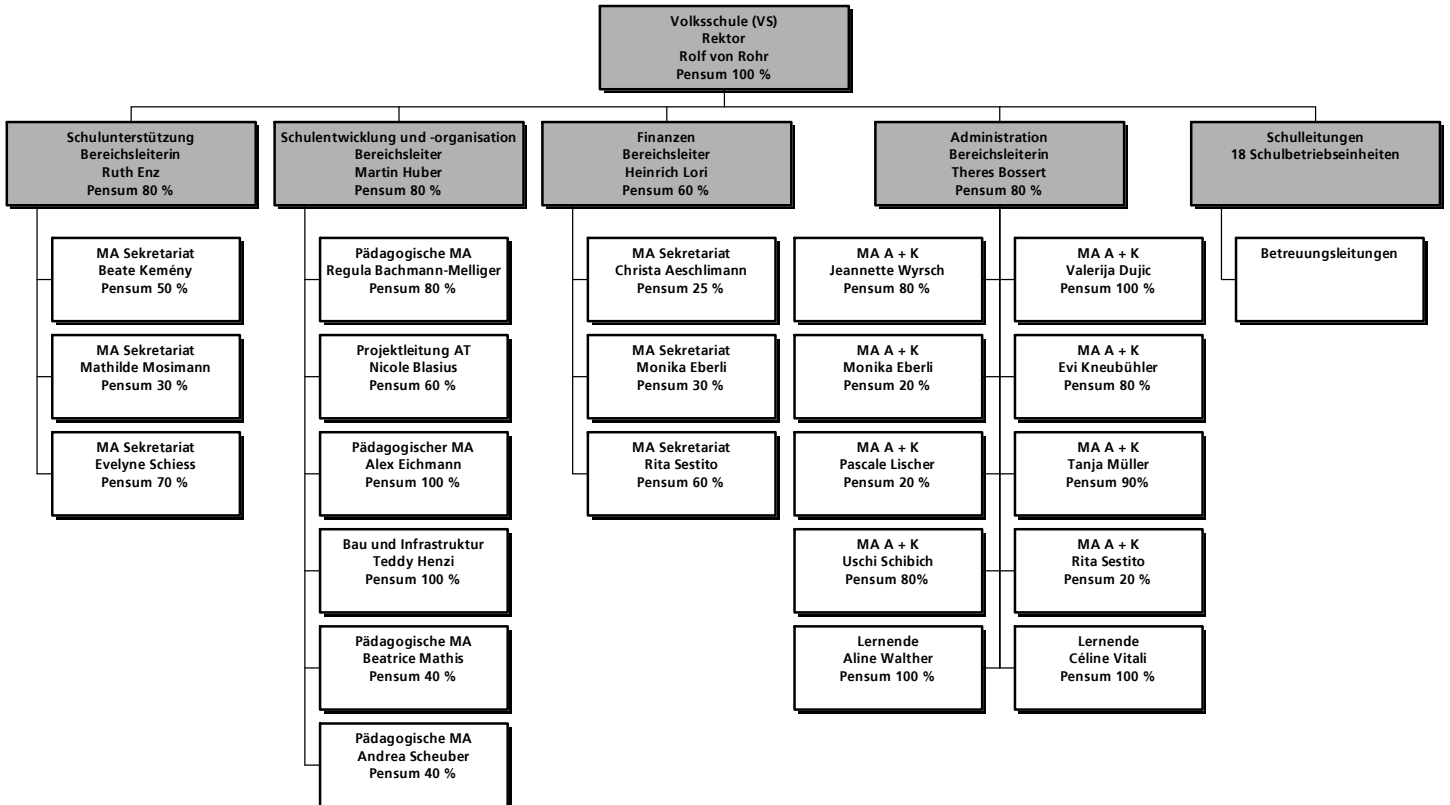 Volksschule (VS)
Rektor
Rolf von Rohr
Pensum 100 %
Schulunterstützung
Bereichsleiterin
Ruth Enz
Pensum 80 %
Schulentwicklung und -organisation
Bereichsleiter
Martin Huber
Pensum 80 %
Finanzen
Bereichsleiter
Heinrich Lori
Pensum 60 %
Administration
Bereichsleiterin
Theres Bossert
Pensum 80 %
Schulleitungen
18 Schulbetriebseinheiten
MA Sekretariat
Beate Kemény
Pensum 50 %
MA Sekretariat
Mathilde Mosimann
Pensum 30 %
MA Sekretariat
Evelyne Schiess
Pensum 70 %
Pädagogische MA
Regula Bachmann-Melliger
Pensum 80 %
Projektleitung AT
Nicole Blasius
Pensum 60 %
Pädagogischer MA
Alex Eichmann
Pensum 100 %
Bau und Infrastruktur
Teddy Henzi
Pensum 100 %
Pädagogische MA
Beatrice Mathis
Pensum 40 %
Pädagogische MA
Andrea Scheuber
Pensum 40 %
MA Sekretariat
Christa Aeschlimann
Pensum 25 %
MA Sekretariat
Monika Eberli
Pensum 30 %
MA Sekretariat
Rita Sestito
Pensum 60 %
MA A + K
Jeannette Wyrsch
Pensum 80 %
MA A + K
Monika Eberli
Pensum 20 %
MA A + K
Pascale Lischer
Pensum 20 %
MA A + K
Uschi Schibich
Pensum 80%
Lernende
Aline Walther
Pensum 100 %
MA A + K
Valerija Dujic
Pensum 100 %
MA A + K
Evi Kneubühler
Pensum 80 %
MA A + K
Tanja Müller
Pensum 90%
MA A + K
Rita Sestito
Pensum 20 %
Lernende
Céline Vitali
Pensum 100 %
Betreuungsleitungen